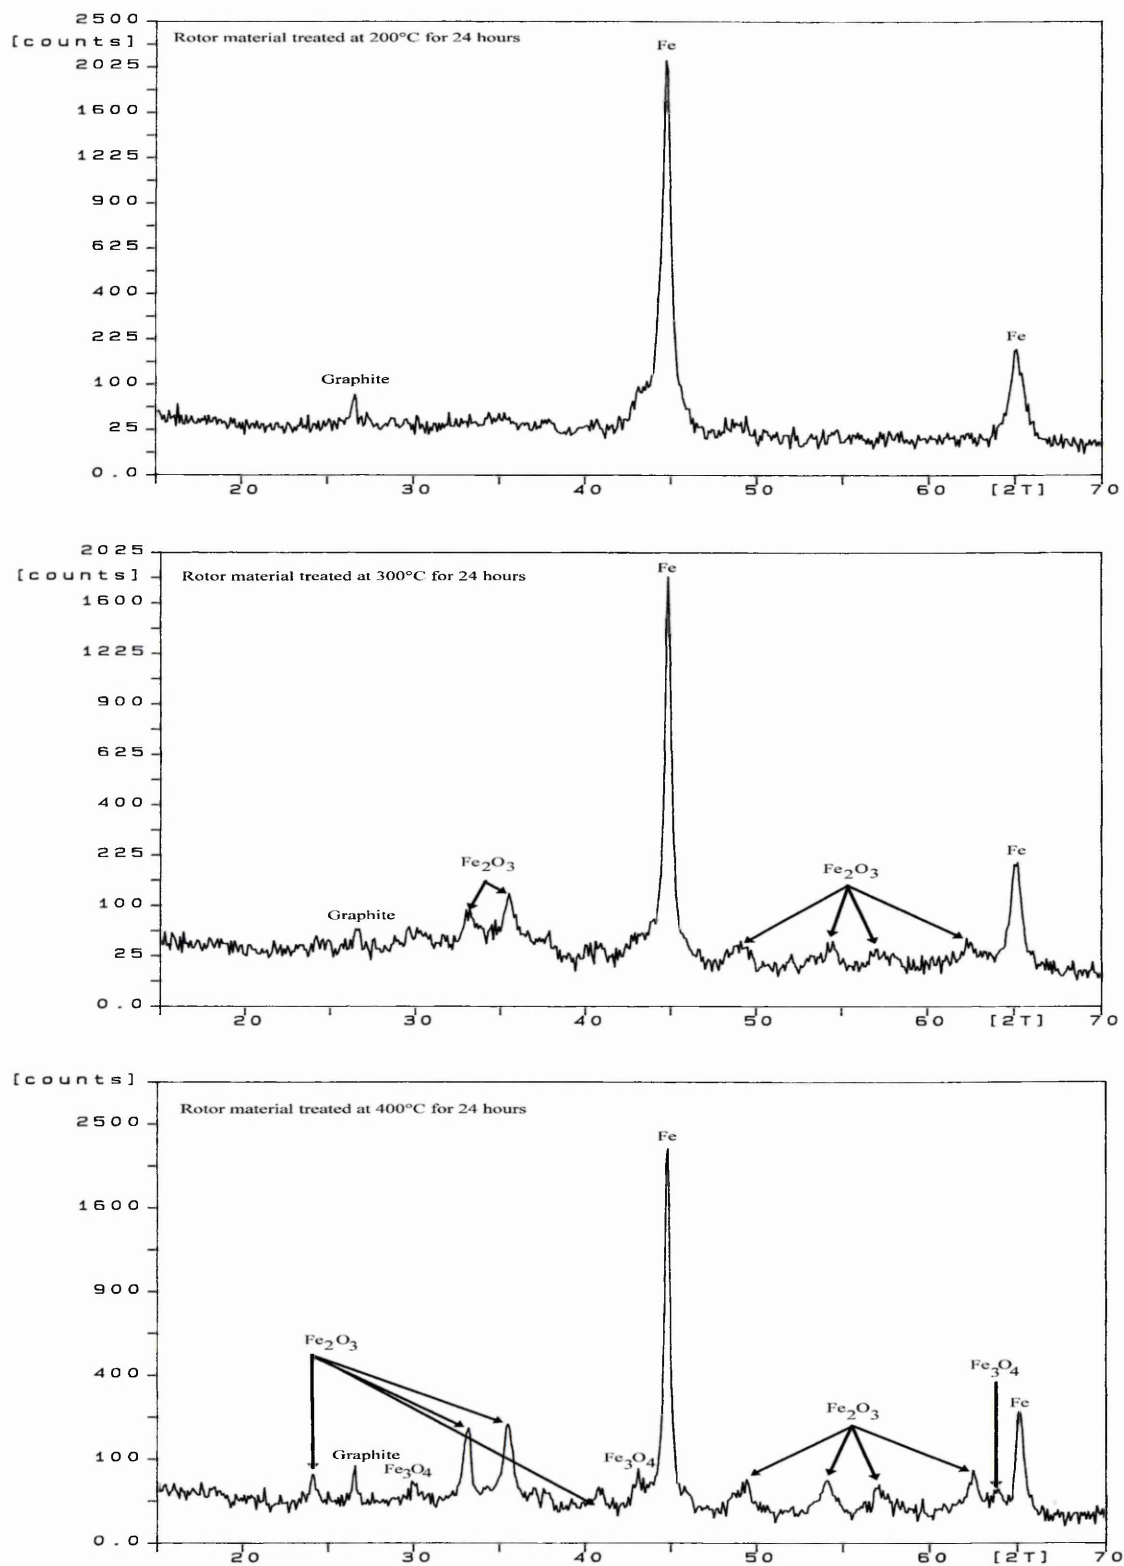 2500
[counts]
Rotor material treated at 200°C for 24 hours
Fe
2025
1600
1225
900
625
400
225
Fe
Graphite
100
25
0.0
20 30 40 50 60 [2T] 70
2025
[counts]
Rotor material treated at 300°C for 24 hours
Fe
1600
1225
900
625
400
225
Fe₂O₃
Fe₂O₃
Fe
100
Graphite
25
0.0
20 30 40 50 60 [2T] 70
[counts]
Rotor material treated at 400°C for 24 hours
2500
Fe
1600
900
Fe₂O₃
400
Fe₃O₄
Fe
Fe₂O₃
100
Graphite
Fe₃O₄
Fe₃O₄
0.0
20 30 40 50 60 [2T] 70